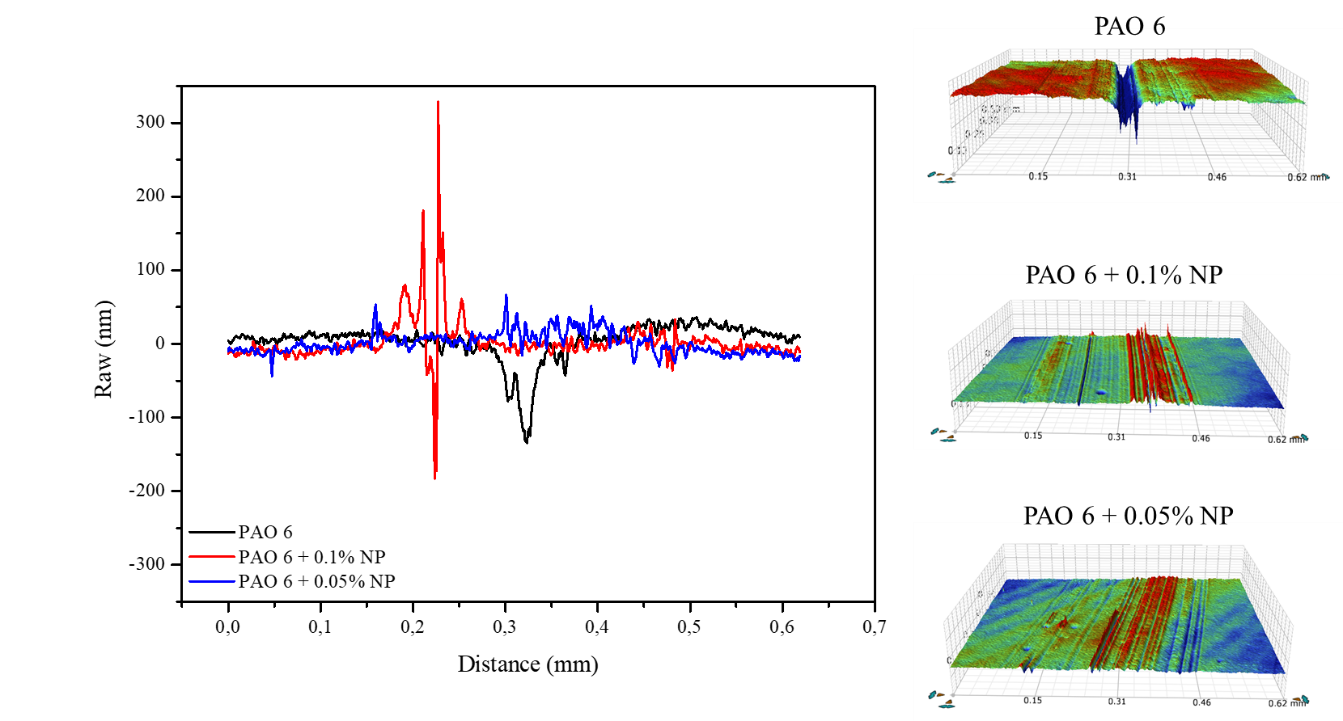 300
200
100
0
-100
-200
-300
Raw (nm)
PAO 6
PAO 6 + 0.1% NP
PAO 6 + 0.05% NP
0,0 0,1 0,2 0,3 0,4 0,5 0,6 0,7
Distance (mm)
PAO 6
0.15 0.31 0.46 0.62 mm
PAO 6 + 0.1% NP
0.15 0.31 0.46 0.62 mm
PAO 6 + 0.05% NP
0.15 0.31 0.46 0.62 mm